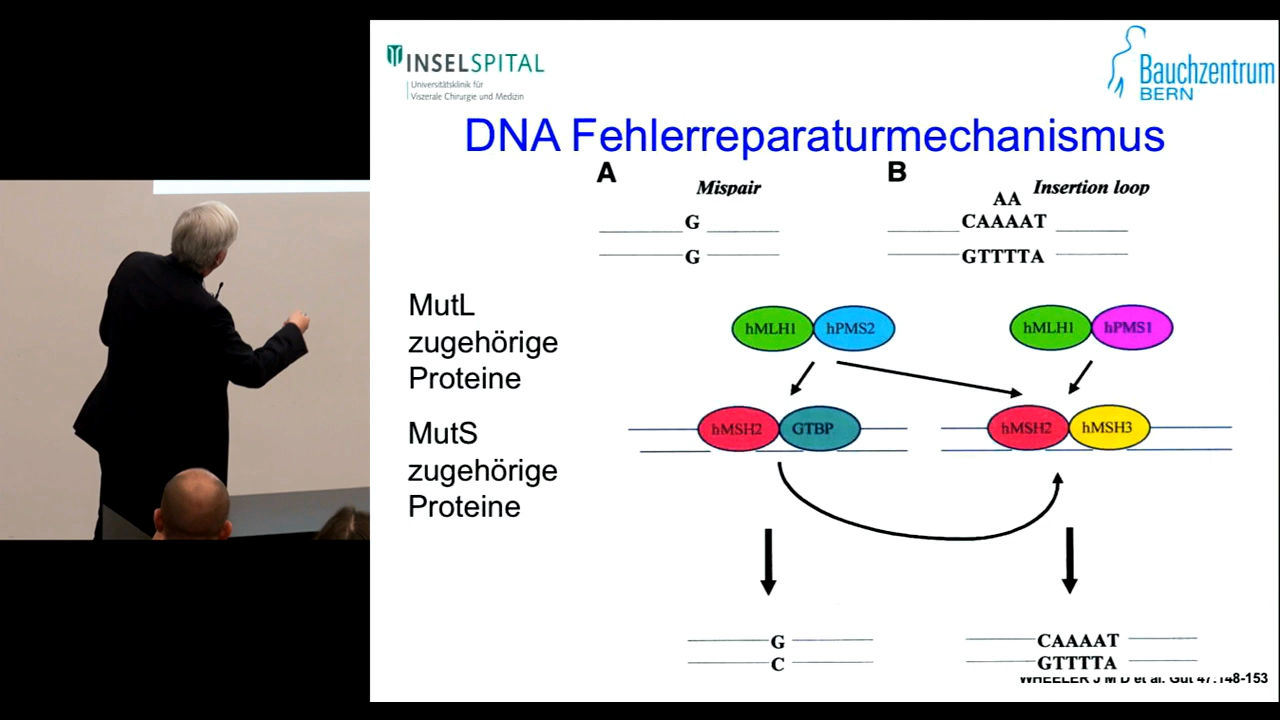 INSELSPITAL
Universitätsklinik für
Viszerale Chirurgie und Medizin
Bauchzentrum
BERN
DNA Fehlerreparaturmechanismus
A
Mispair
G
G
B
Insertion loop
AA
CAAAAT
GTTTTA
MutL
zugehörige
Proteine
hMLH1
hPMS2
hMLH1
hPMS1
MutS
zugehörige
Proteine
hMSH2
GTBP
hMSH2
hMSH3
G
C
CAAAAT
GTTTTA
WHEELER J M D et al. Gut 47:148-153